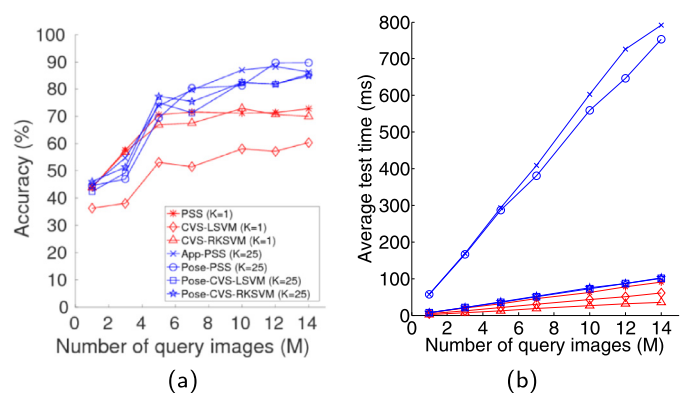 100
90
80
70
60
50
40
30
20
10
0
Accuracy (%)
PSS (K=1)
CVS-LSVM (K=1)
CVS-RKSVM (K=1)
App-PSS (K=25)
Pose-PSS (K=25)
Pose-CVS-LSVM (K=25)
Pose-CVS-RKSVM (K=25)
0 2 4 6 8 10 12 14
Number of query images (M)
(a)
800
700
600
500
400
300
200
100
0
Average test time (ms)
0 2 4 6 8 10 12 14
Number of query images (M)
(b)